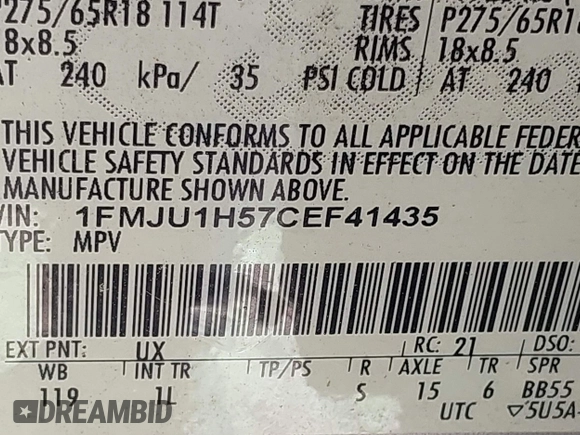 P275/65R18 114T TIRES P275/65R18
18x8.5 RIMS 18x8.5
AT 240 kPa/ 35 PSI COLD AT 240
THIS VEHICLE CONFORMS TO ALL APPLICABLE FEDER
VEHICLE SAFETY STANDARDS IN EFFECT ON THE DATE
MANUFACTURE SHOWN ABOVE.
VIN: 1FMJU1H57CEF41435
TYPE: MPV
EXT PNT: UX RC: 21 DSO:
WB INT TR TP/PS R AXLE TR SPR
119 1L S 15 6 BB55
UTC ▽5U5A-
DREAMBID